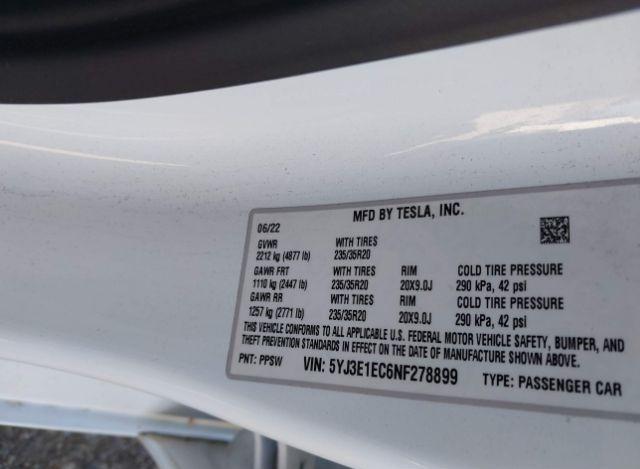 MFD BY TESLA, INC.
06/22
GVWR WITH TIRES
2212 kg (4877 lb) 235/35R20
GAWR FRT WITH TIRES RIM COLD TIRE PRESSURE
1110 kg (2447 lb) 235/35R20 20X9.0J 290 kPa, 42 psi
GAWR RR WITH TIRES RIM COLD TIRE PRESSURE
1257 kg (2771 lb) 235/35R20 20X9.0J 290 kPa, 42 psi
THIS VEHICLE CONFORMS TO ALL APPLICABLE U.S. FEDERAL MOTOR VEHICLE SAFETY, BUMPER, AND
THEFT PREVENTION STANDARDS IN EFFECT ON THE DATE OF MANUFACTURE SHOWN ABOVE.
PNT: PPSW VIN: 5YJ3E1EC6NF278899 TYPE: PASSENGER CAR